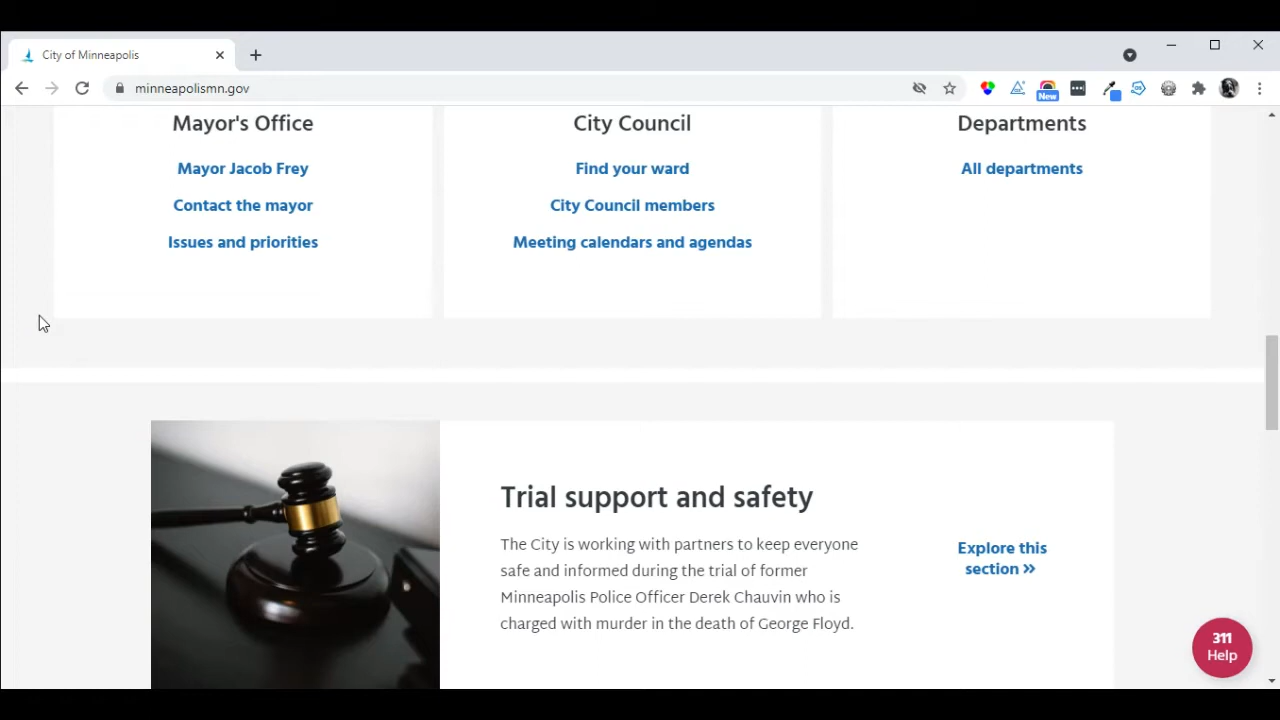 City of Minneapolis
minneapolismn.gov
New
Mayor's Office
Mayor Jacob Frey
Contact the mayor
Issues and priorities
City Council
Find your ward
City Council members
Meeting calendars and agendas
Departments
All departments
Trial support and safety
The City is working with partners to keep everyone
safe and informed during the trial of former
Minneapolis Police Officer Derek Chauvin who is
charged with murder in the death of George Floyd.
Explore this
section »
311
Help